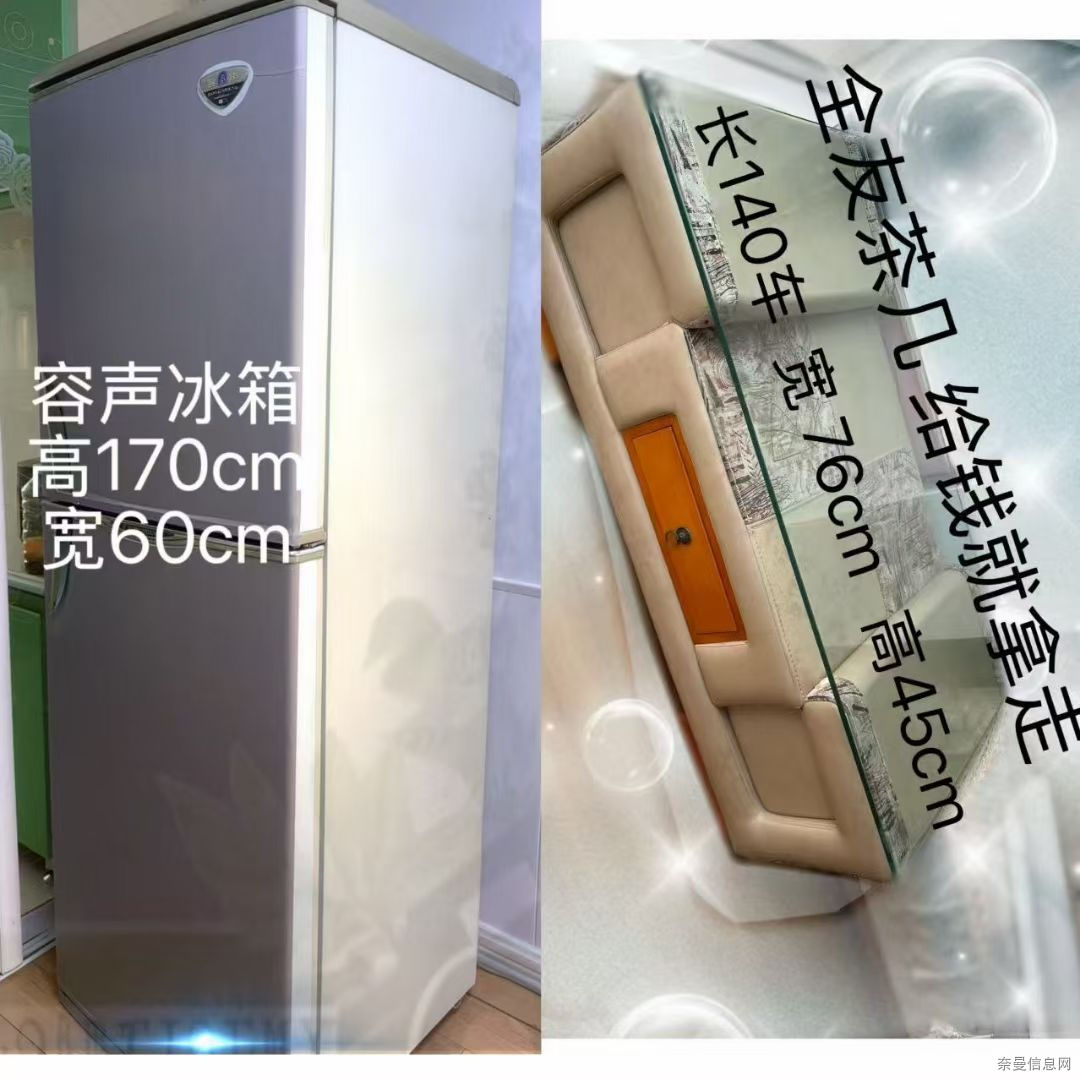 容声冰箱
高170cm
宽60cm
全友茶几给钱就拿走
长140车 宽76cm 高45cm
奈曼信息网